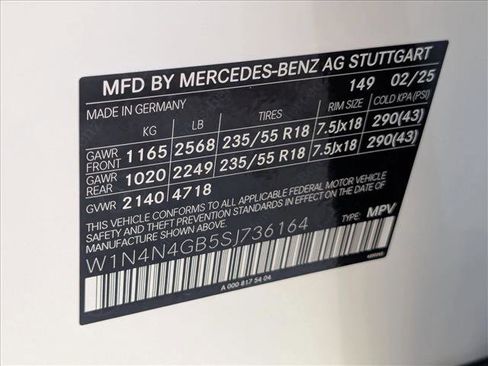 MFD BY MERCEDES-BENZ AG STUTTGART
149 02/25
MADE IN GERMANY
KG LB TIRES RIM SIZE COLD KPA(PSI)
GAWR FRONT 1165 2568 235/55 R18 7.5Jx18 290(43)
GAWR REAR 1020 2249 235/55 R18 7.5Jx18 290(43)
GVWR 2140 4718
THIS VEHICLE CONFORMS TO ALL APPLICABLE FEDERAL MOTOR VEHICLE
SAFETY AND THEFT PREVENTION STANDARDS IN EFFECT ON THE DATE OF
MANUFACTURE SHOWN ABOVE.
TYPE: MPV
W1N4N4GB5SJ736164
A 000 817 54 04